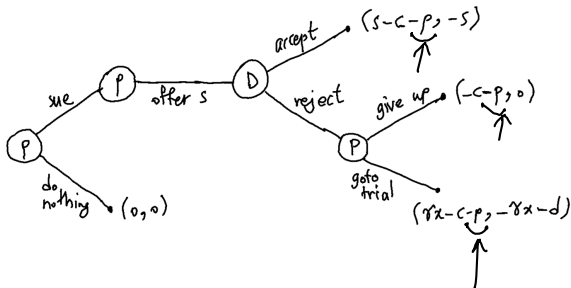 accept
(s-c-p, -s)
P
offer s
D
sue
reject
give up
(-c-p, 0)
P
P
do nothing
(0,0)
go to trial
(γx-c-p, -γx-d)